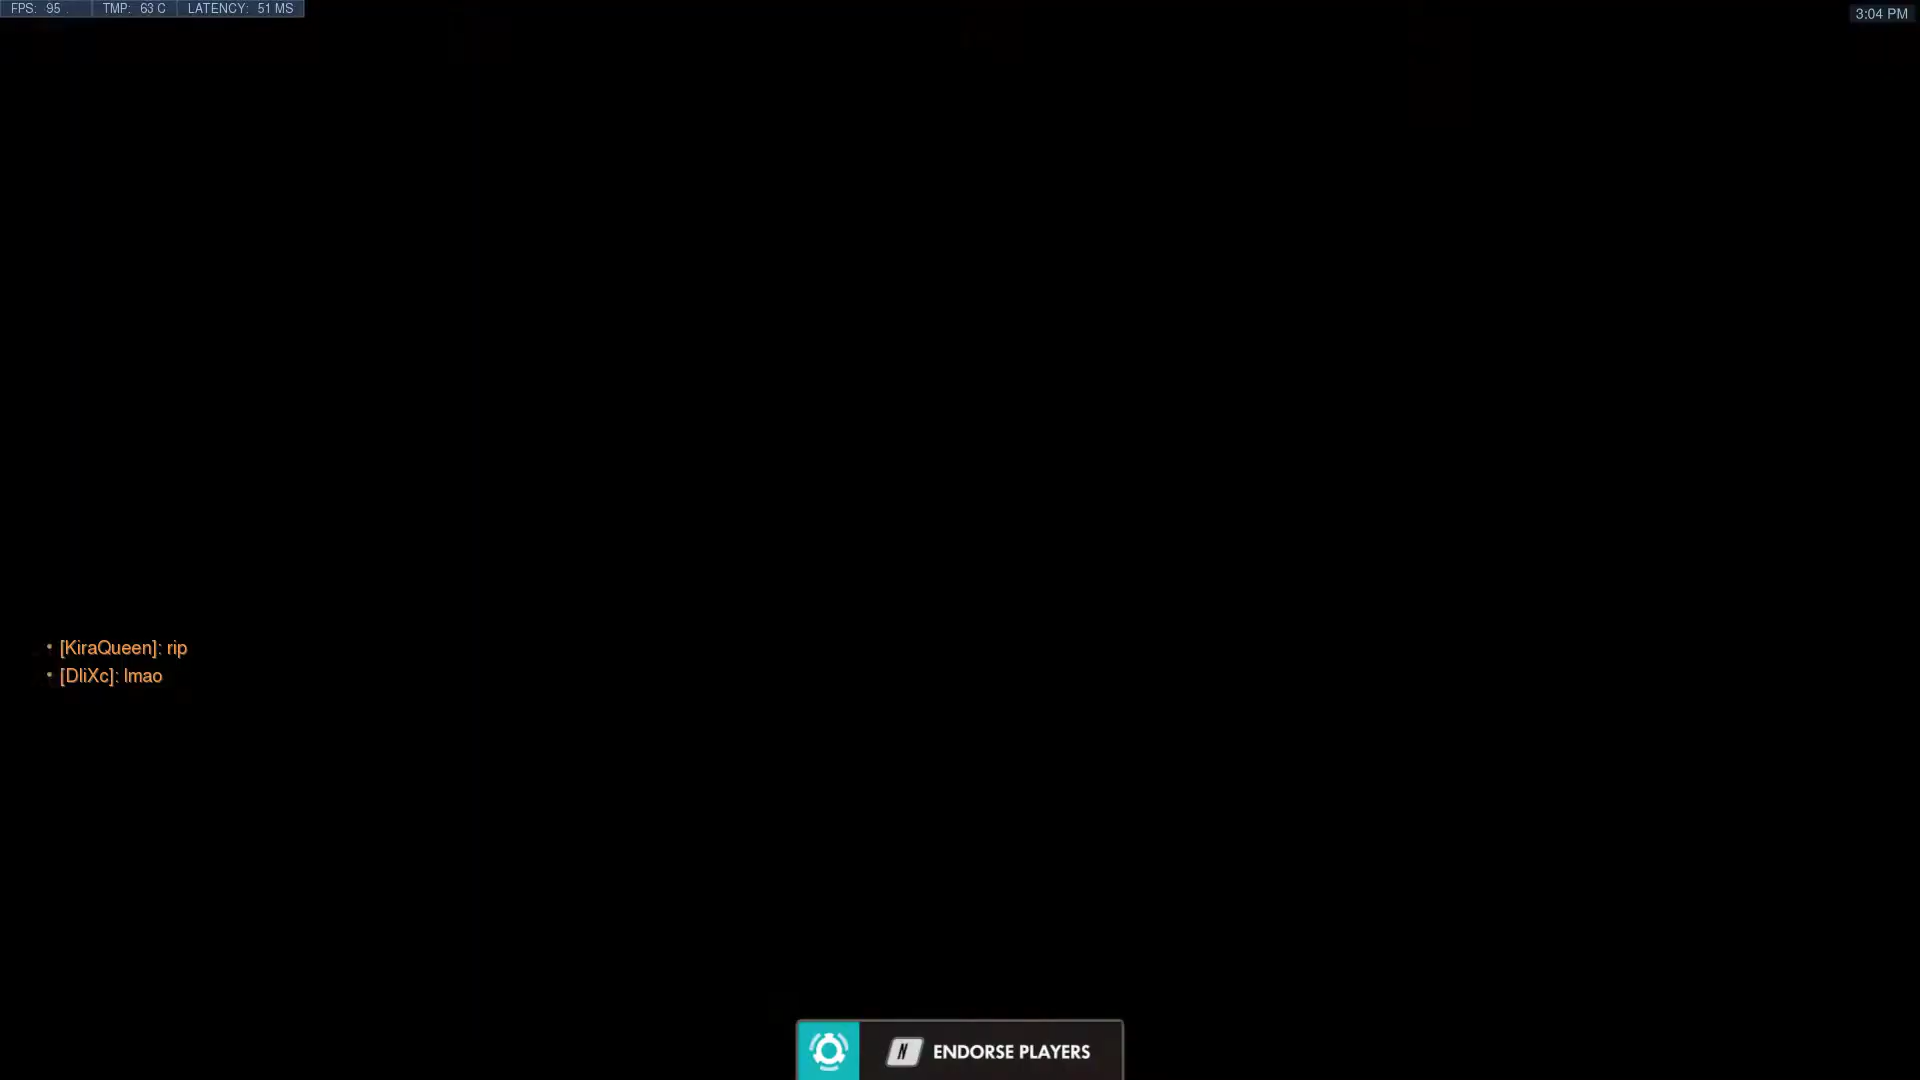 FPS: 95 TMP: 63 C LATENCY: 51 MS
3:04 PM
• [KiraQueen]: rip
• [DliXc]: lmao
N ENDORSE PLAYERS